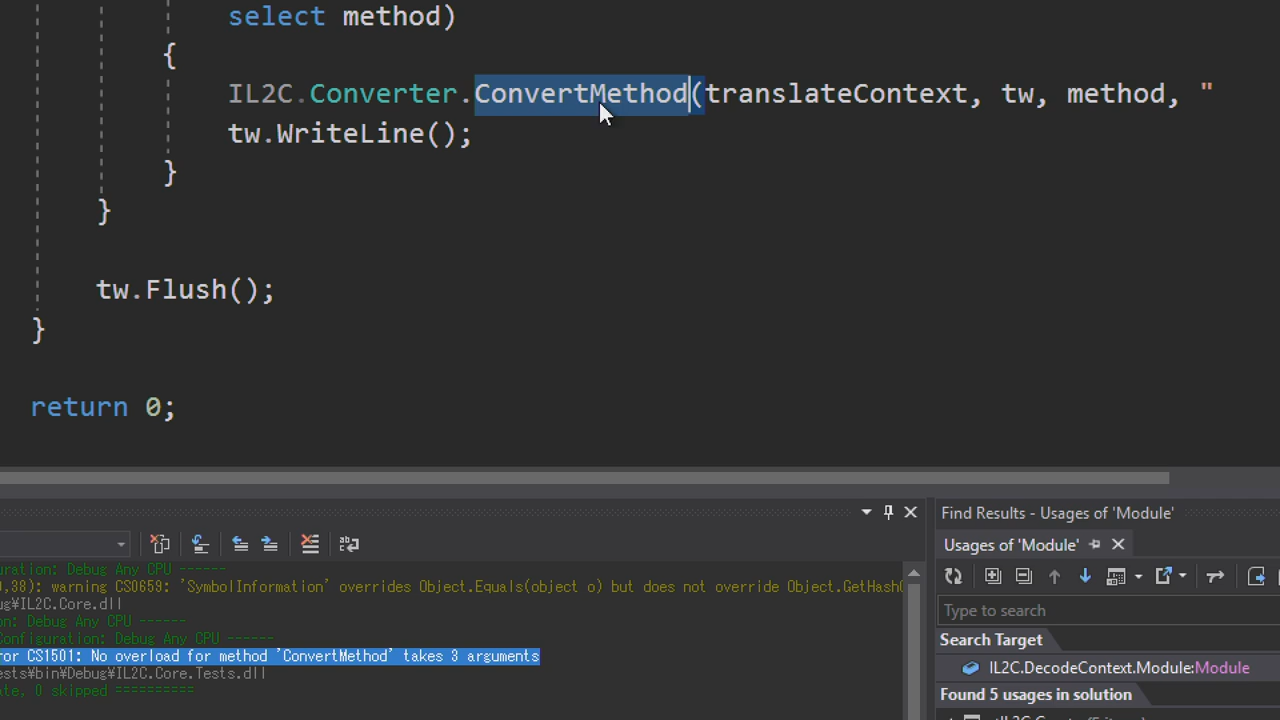 select method)
{
IL2C.Converter.ConvertMethod(translateContext, tw, method, "
tw.WriteLine();
}
}
tw.Flush();
}
return 0;
Find Results - Usages of 'Module'
Usages of 'Module'
Type to search
Search Target
IL2C.DecodeContext.Module:Module
Found 5 usages in solution
uration: Debug Any CPU ------
,38): warning CS0659: 'SymbolInformation' overrides Object.Equals(object o) but does not override Object.GetHash
ug¥IL2C.Core.dll
on: Debug Any CPU ------
Configuration: Debug Any CPU ------
ror CS1501: No overload for method 'ConvertMethod' takes 3 arguments
ests¥bin¥Debug¥IL2C.Core.Tests.dll
ate, 0 skipped ==========